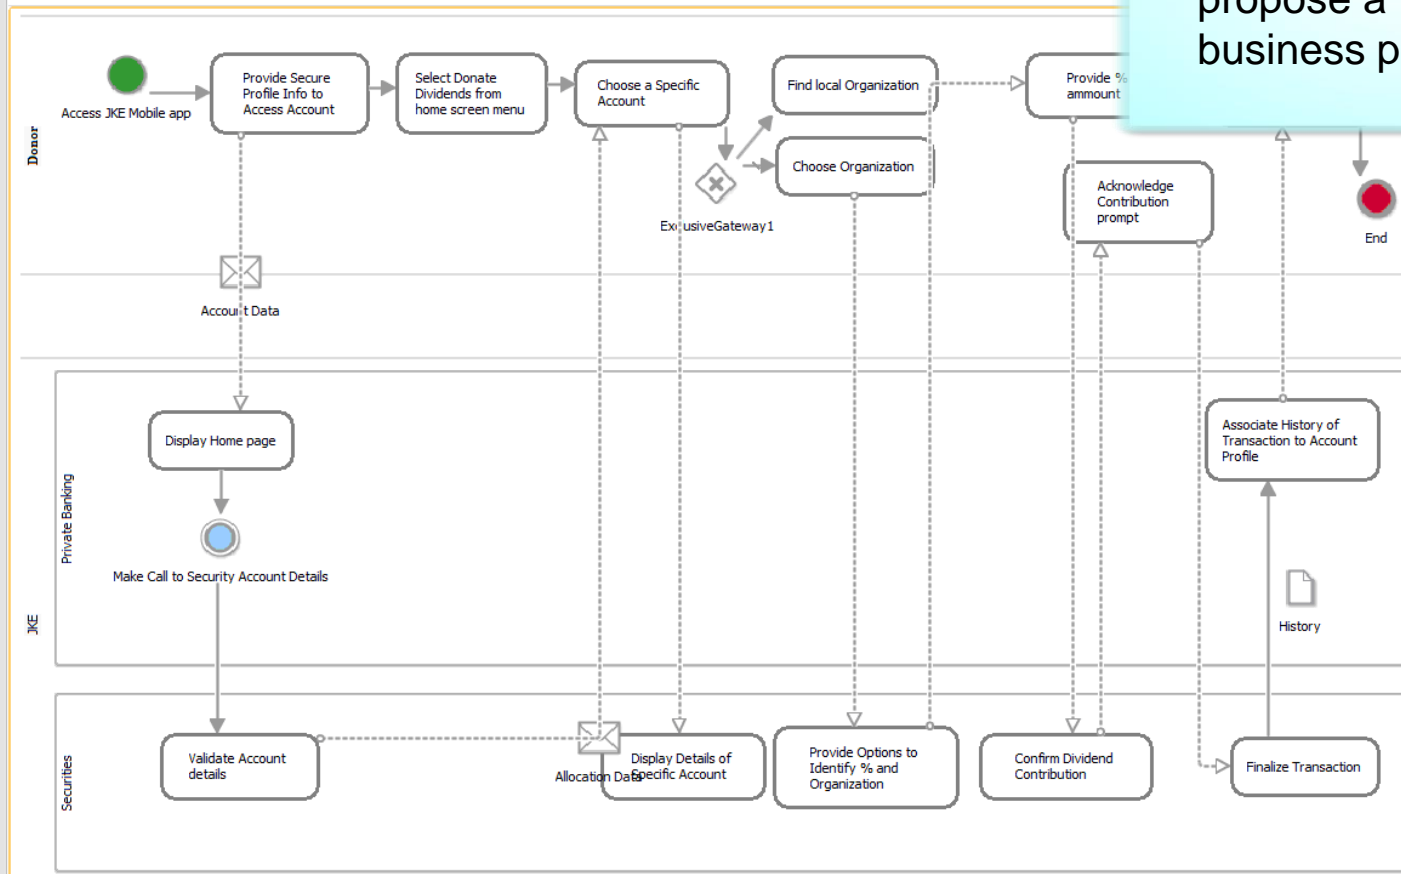 propose a
business p
Provide Secure
Profile Info to
Access Account
Select Donate
Dividends from
home screen menu
Choose a Specific
Account
Find local Organization
Provide %
ammount
Access JKE Mobile app
Donor
Choose Organization
Acknowledge
Contribution
prompt
ExclusiveGateway1
End
Account Data
Display Home page
Associate History of
Transaction to Account
Profile
Private Banking
Make Call to Security Account Details
JKE
History
Validate Account
details
Allocation Data
Display Details of
Specific Account
Provide Options to
Identify % and
Organization
Confirm Dividend
Contribution
Finalize Transaction
Securities